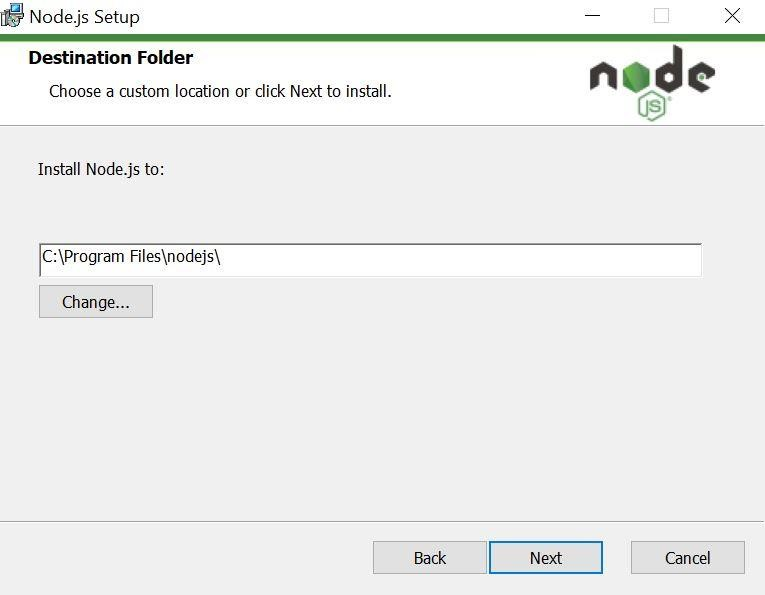 Node.js Setup
Destination Folder
Choose a custom location or click Next to install.
node
JS
Install Node.js to:
C:\Program Files\nodejs\
Change...
Back
Next
Cancel